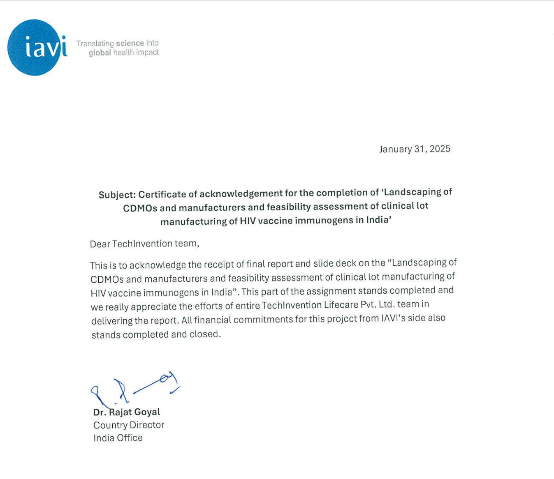 iavi
Translating science into
global health impact
January 31, 2025
Subject: Certificate of acknowledgement for the completion of ‘Landscaping of
CDMOs and manufacturers and feasibility assessment of clinical lot
manufacturing of HIV vaccine immunogens in India’
Dear TechInvention team,
This is to acknowledge the receipt of final report and slide deck on the “Landscaping of
CDMOs and manufacturers and feasibility assessment of clinical lot manufacturing of
HIV vaccine immunogens in India”. This part of the assignment stands completed and
we really appreciate the efforts of entire TechInvention Lifecare Pvt. Ltd. team in
delivering the report. All financial commitments for this project from IAVI's side also
stands completed and closed.
Dr. Rajat Goyal
Country Director
India Office